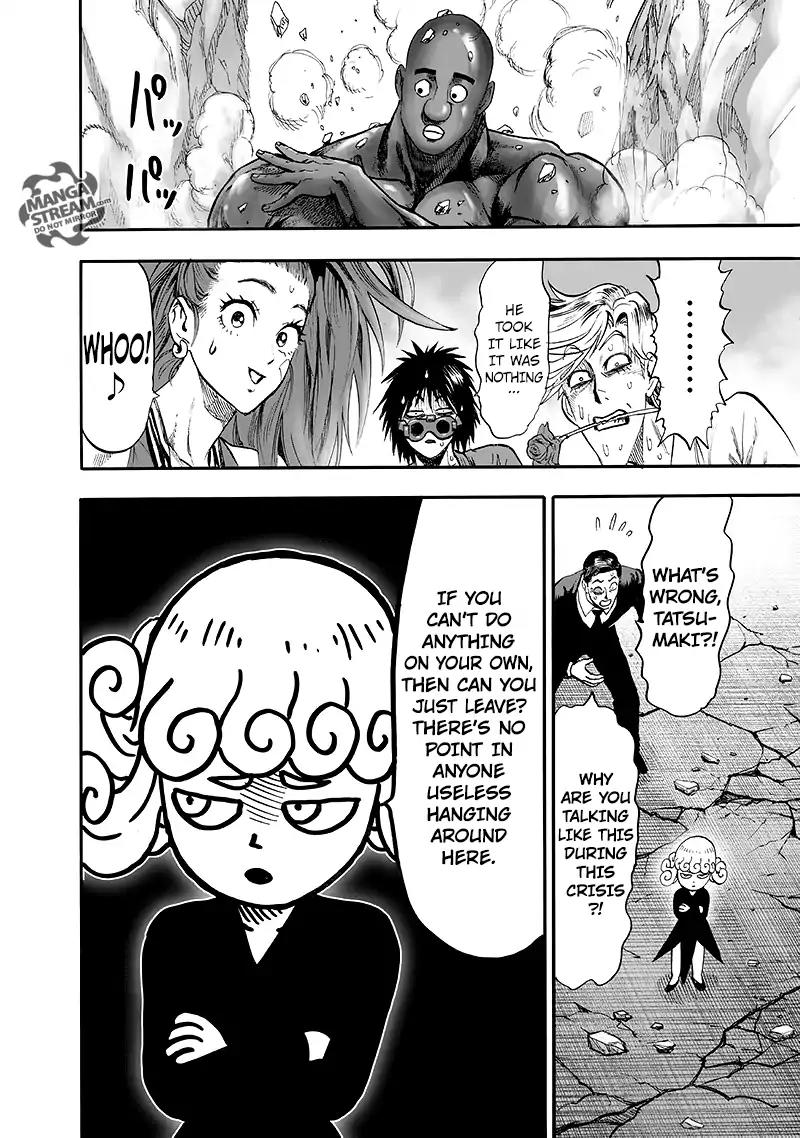 パッ
パッ
MANGA
STREAM.com
DO NOT MIRROR
. . . . . .
HE
TOOK
IT LIKE
IT WAS
NOTHING
...
WHOO!
♪
WHAT'S
WRONG,
TATSU-
MAKI?!
WHY
ARE YOU
TALKING
LIKE THIS
DURING
THIS
CRISIS
?!
IF YOU
CAN'T DO
ANYTHING
ON YOUR OWN,
THEN CAN YOU
JUST LEAVE?
THERE'S NO
POINT IN
ANYONE
USELESS
HANGING
AROUND
HERE.